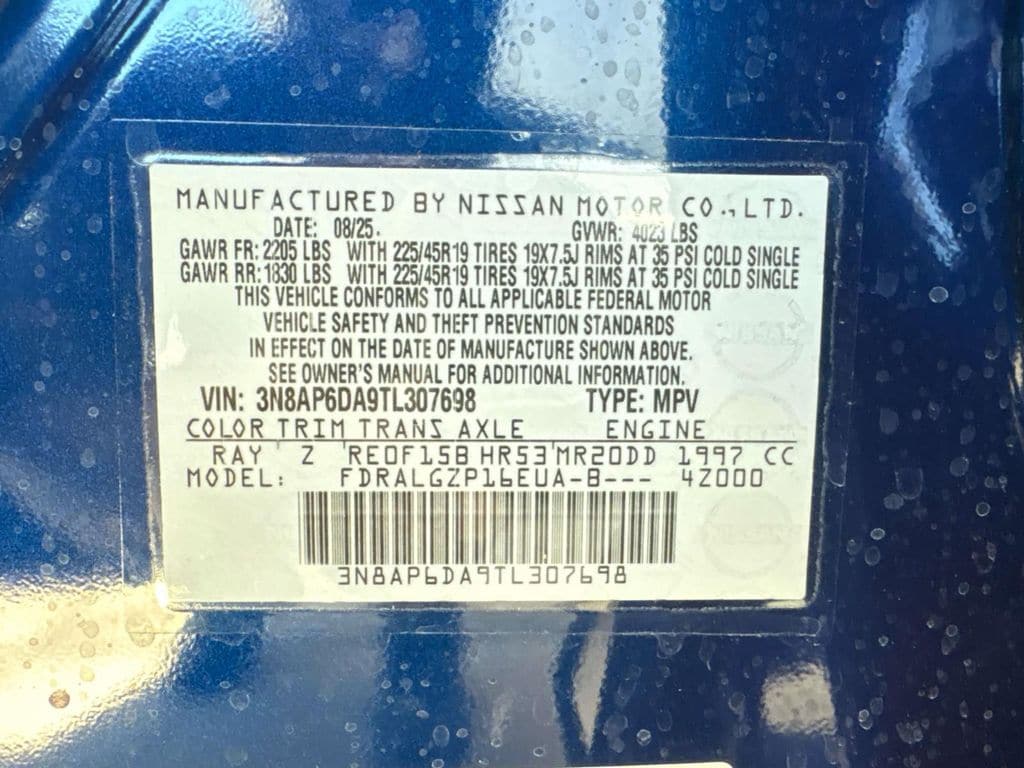 MANUFACTURED BY NISSAN MOTOR CO.,LTD.
DATE: 08/25. GVWR: 4023 LBS
GAWR FR: 2205 LBS WITH 225/45R19 TIRES 19X7.5J RIMS AT 35 PSI COLD SINGLE
GAWR RR: 1830 LBS WITH 225/45R19 TIRES 19X7.5J RIMS AT 35 PSI COLD SINGLE
THIS VEHICLE CONFORMS TO ALL APPLICABLE FEDERAL MOTOR
VEHICLE SAFETY AND THEFT PREVENTION STANDARDS
IN EFFECT ON THE DATE OF MANUFACTURE SHOWN ABOVE.
SEE OWNER'S MANUAL FOR ADDITIONAL INFORMATION.
VIN: 3N8AP6DA9TL307698 TYPE: MPV
COLOR TRIM TRANS AXLE ENGINE
RAY Z RE0F15B HR53 MR20DD 1997 CC
MODEL: FDRALGZP16EUA-B--- 4Z000
3N8AP6DA9TL307698
NISSAN
NISSAN